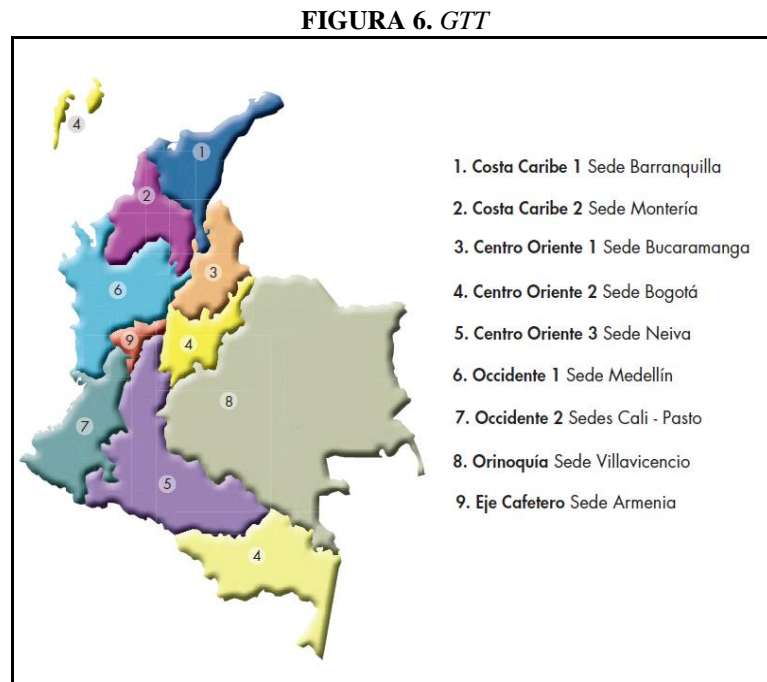 FIGURA 6. GTT
4
1
2
3
6
9
4
8
7
5
4
1. Costa Caribe 1 Sede Barranquilla
2. Costa Caribe 2 Sede Montería
3. Centro Oriente 1 Sede Bucaramanga
4. Centro Oriente 2 Sede Bogotá
5. Centro Oriente 3 Sede Neiva
6. Occidente 1 Sede Medellín
7. Occidente 2 Sedes Cali - Pasto
8. Orinoquía Sede Villavicencio
9. Eje Cafetero Sede Armenia